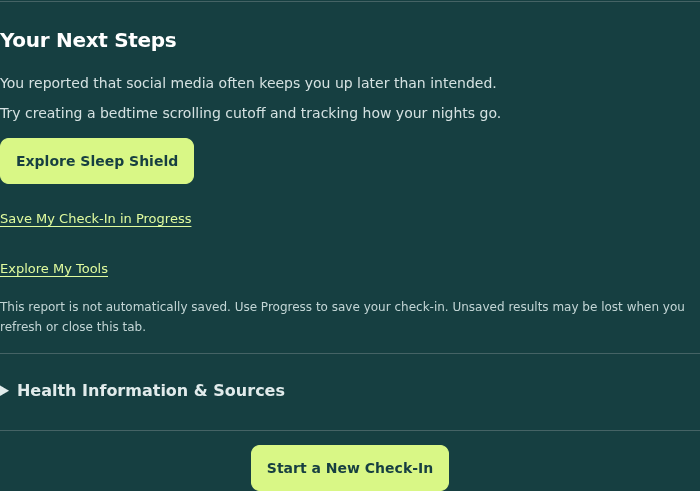 Your Next Steps
You reported that social media often keeps you up later than intended.
Try creating a bedtime scrolling cutoff and tracking how your nights go.
Explore Sleep Shield
Save My Check-In in Progress
Explore My Tools
This report is not automatically saved. Use Progress to save your check-in. Unsaved results may be lost when you
refresh or close this tab.
Health Information & Sources
Start a New Check-In